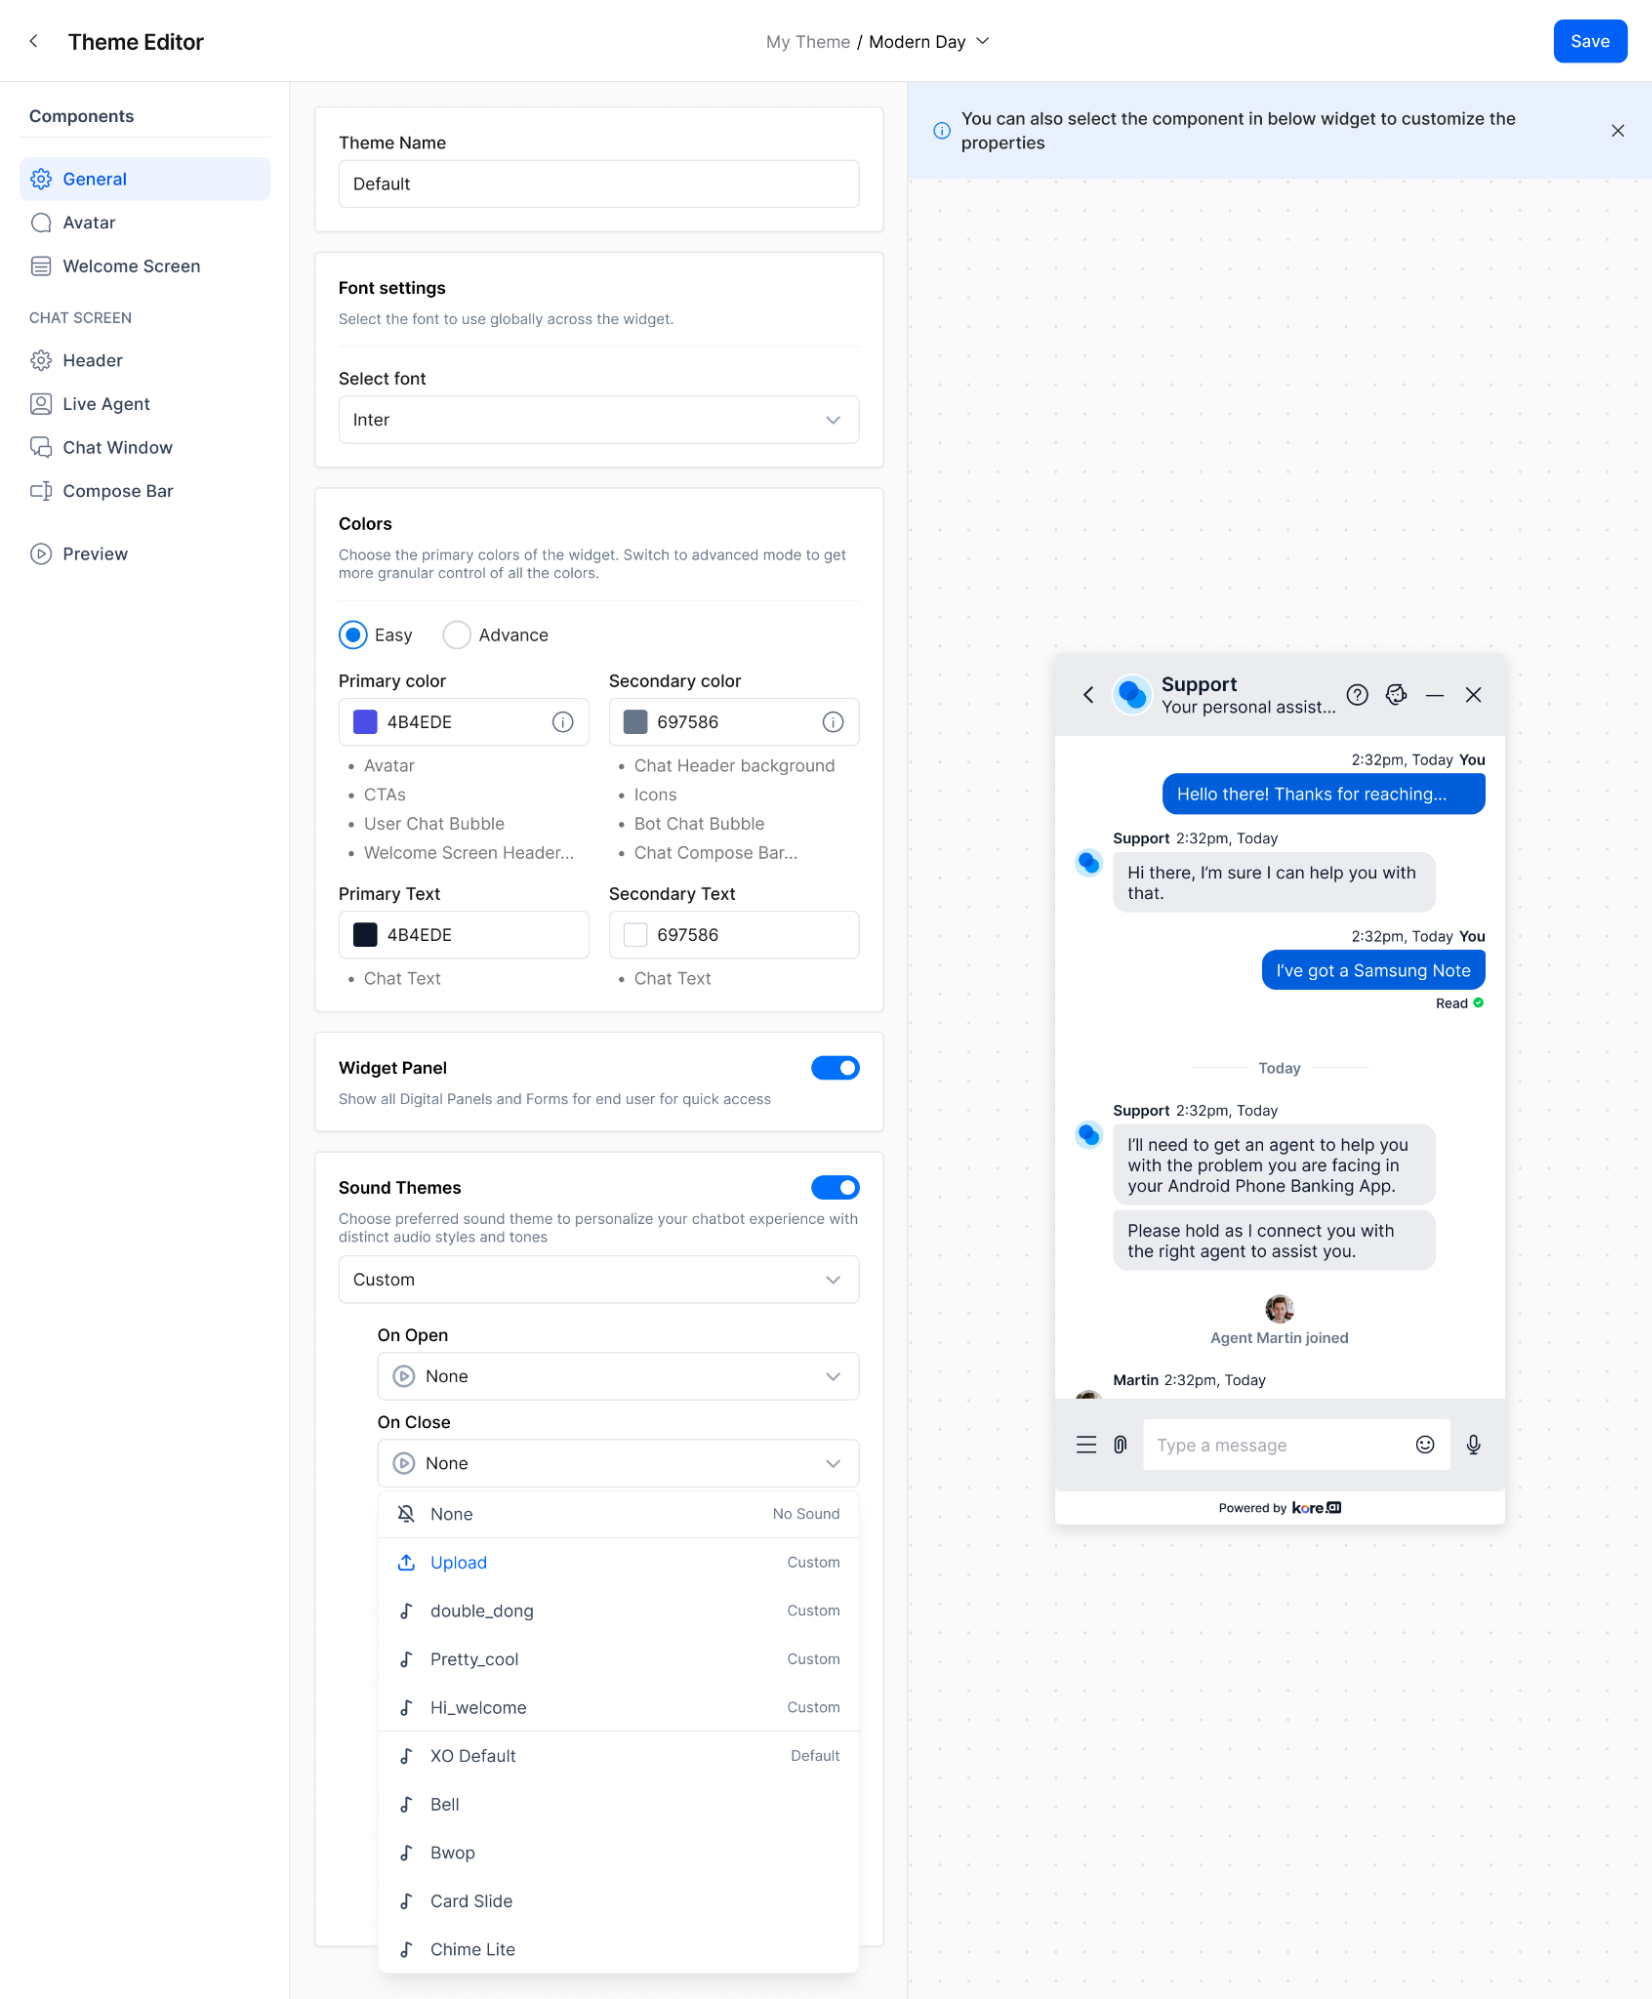 Theme Editor
My Theme / Modern Day
Save
Components
General
Avatar
Welcome Screen
CHAT SCREEN
Header
Live Agent
Chat Window
Compose Bar
Preview
Theme Name
Default
Font settings
Select the font to use globally across the widget.
Select font
Inter
Colors
Choose the primary colors of the widget. Switch to advanced mode to get
more granular control of all the colors.
Easy
Advance
Primary color
4B4EDE
• Avatar
• CTAs
• User Chat Bubble
• Welcome Screen Header...
Secondary color
697586
• Chat Header background
• Icons
• Bot Chat Bubble
• Chat Compose Bar...
Primary Text
4B4EDE
• Chat Text
Secondary Text
697586
• Chat Text
Widget Panel
Show all Digital Panels and Forms for end user for quick access
Sound Themes
Choose preferred sound theme to personalize your chatbot experience with
distinct audio styles and tones
Custom
On Open
None
On Close
None
None No Sound
Upload Custom
double_dong Custom
Pretty_cool Custom
Hi_welcome Custom
XO Default Default
Bell
Bwop
Card Slide
Chime Lite
You can also select the component in below widget to customize the
properties
Support
Your personal assist...
2:32pm, Today You
Hello there! Thanks for reaching...
Support 2:32pm, Today
Hi there, I'm sure I can help you with
that.
2:32pm, Today You
I've got a Samsung Note
Read
Today
Support 2:32pm, Today
I'll need to get an agent to help you
with the problem you are facing in
your Android Phone Banking App.
Please hold as I connect you with
the right agent to assist you.
Agent Martin joined
Martin 2:32pm, Today
Type a message
Powered by kore.ai